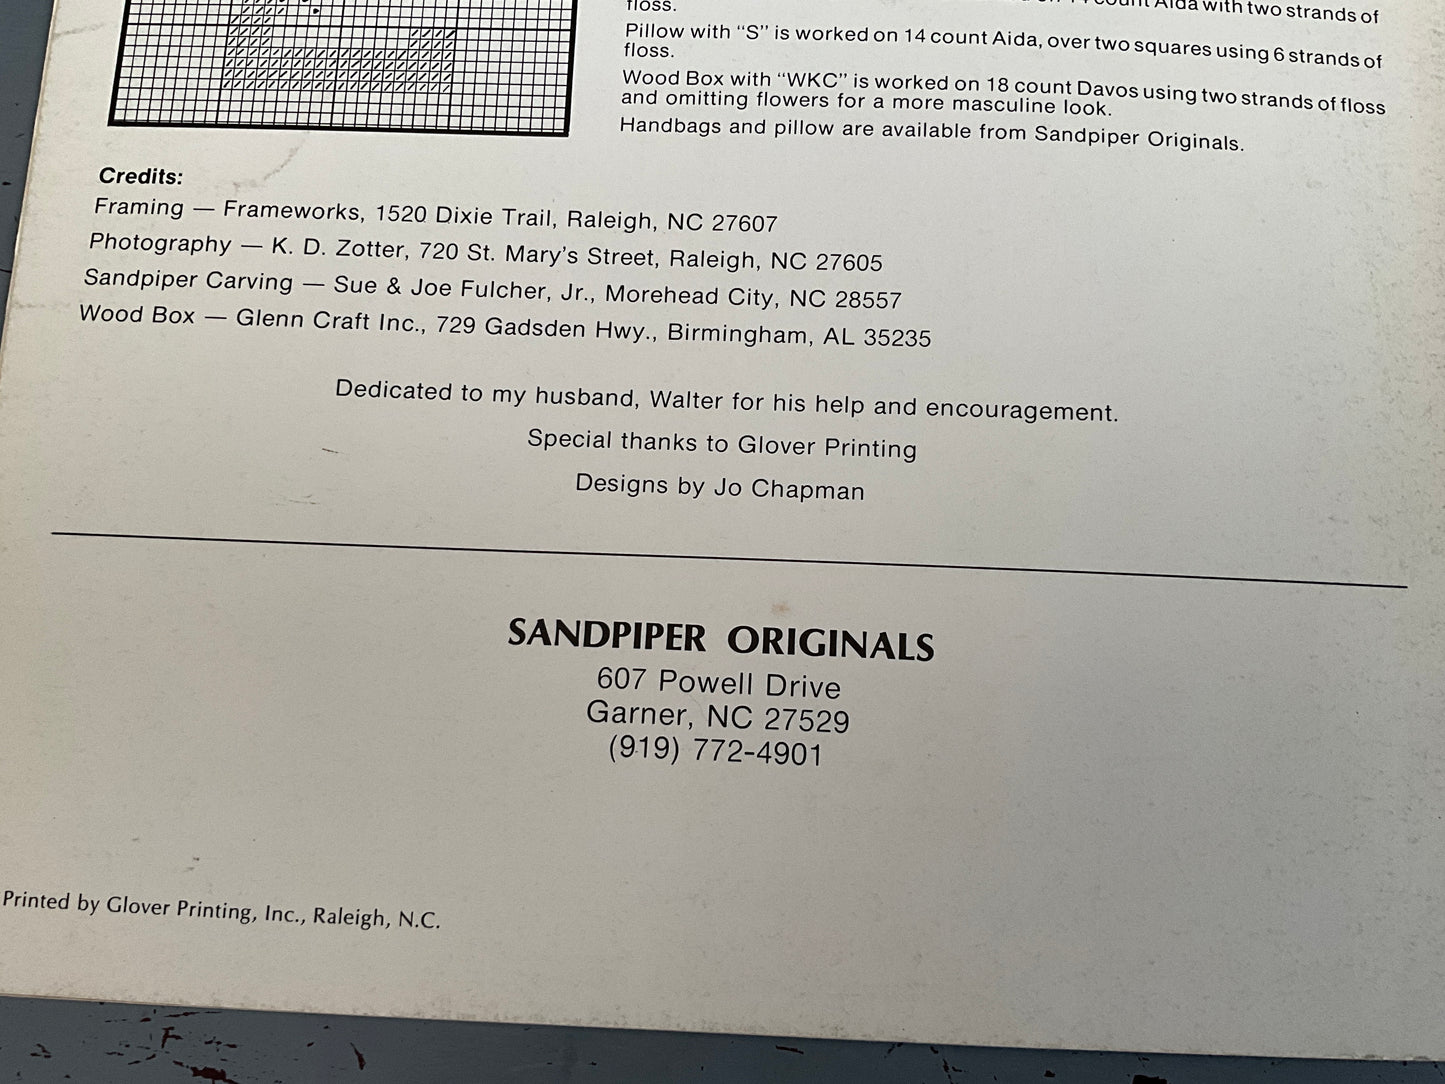 count Aida with two strands of
floss.
Pillow with “S” is worked on 14 count Aida, over two squares using 6 strands of
floss.
Wood Box with “WKC” is worked on 18 count Davos using two strands of floss
and omitting flowers for a more masculine look.
Handbags and pillow are available from Sandpiper Originals.
Credits:
Framing — Frameworks, 1520 Dixie Trail, Raleigh, NC 27607
Photography — K. D. Zotter, 720 St. Mary’s Street, Raleigh, NC 27605
Sandpiper Carving — Sue & Joe Fulcher, Jr., Morehead City, NC 28557
Wood Box — Glenn Craft Inc., 729 Gadsden Hwy., Birmingham, AL 35235
Dedicated to my husband, Walter for his help and encouragement.
Special thanks to Glover Printing
Designs by Jo Chapman
SANDPIPER ORIGINALS
607 Powell Drive
Garner, NC 27529
(919) 772-4901
Printed by Glover Printing, Inc., Raleigh, N.C.